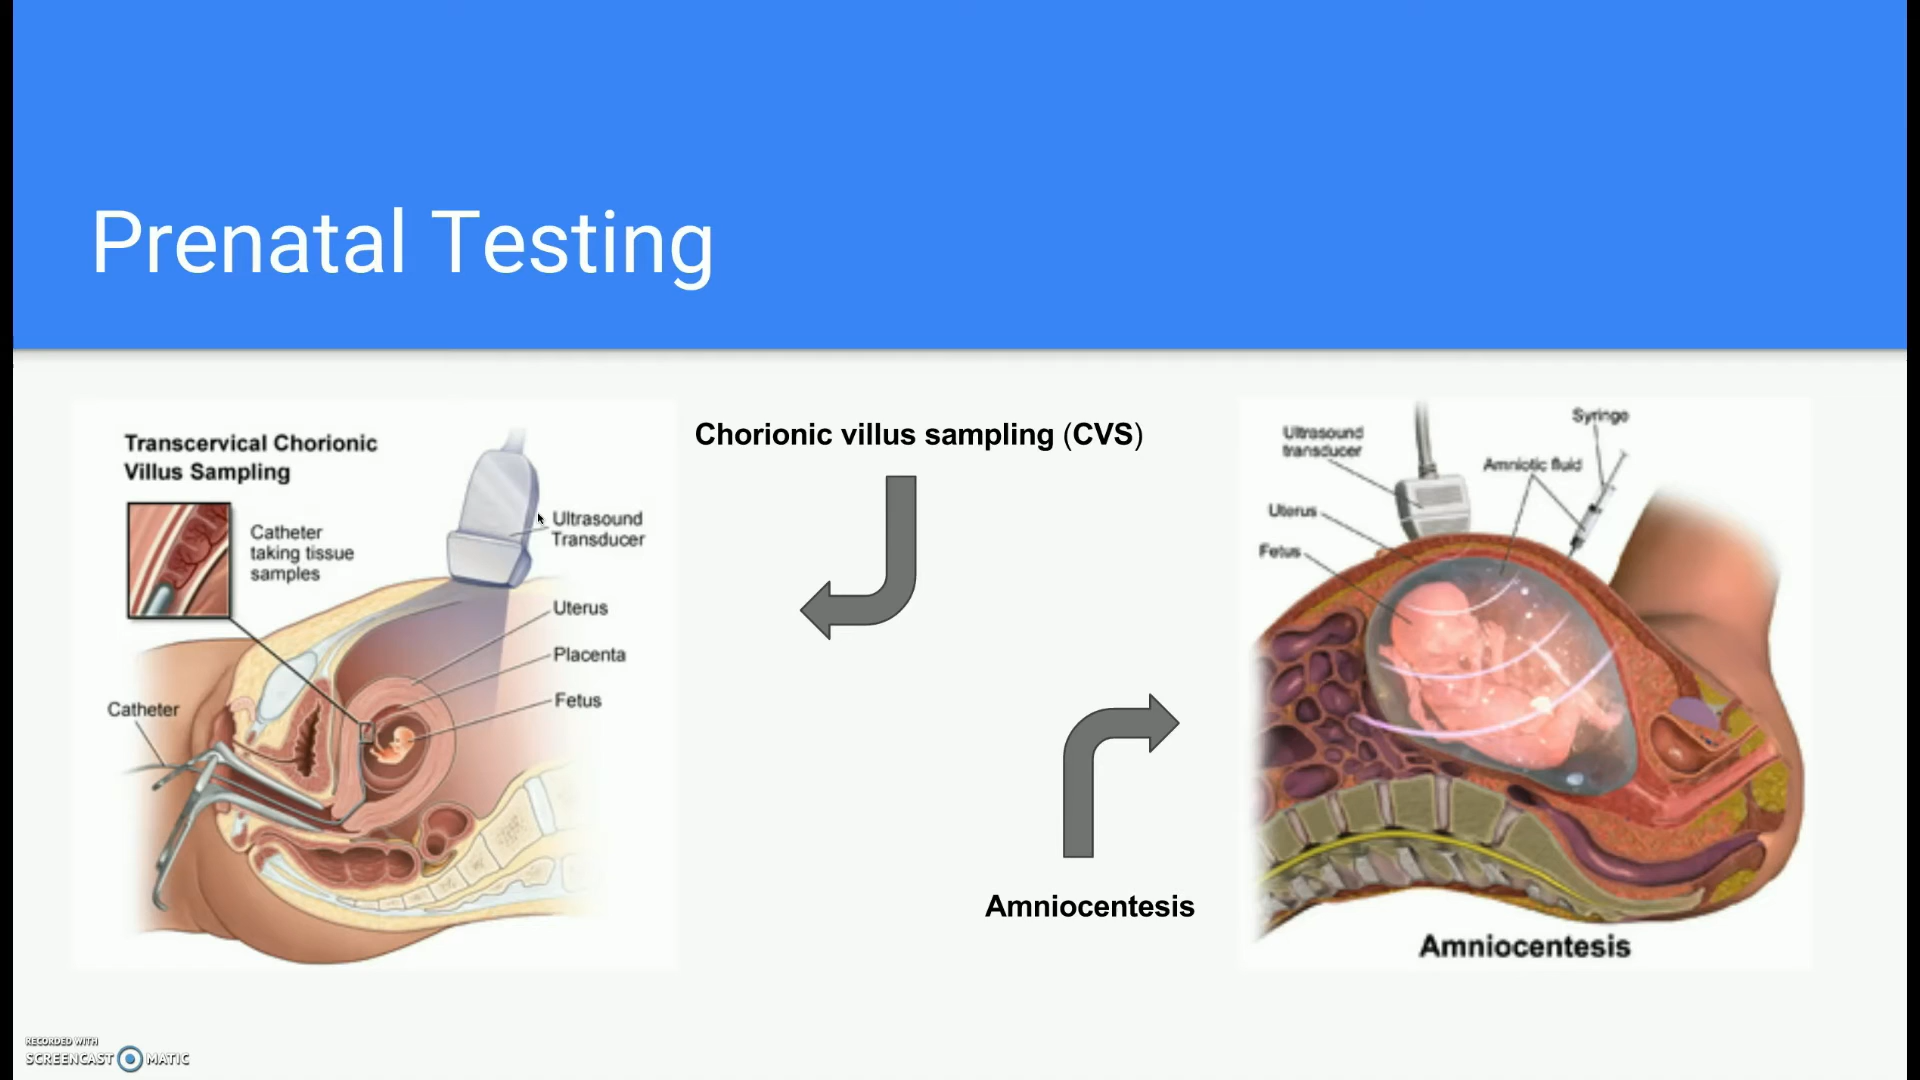 Prenatal Testing
Transcervical Chorionic
Villus Sampling
Catheter
taking tissue
samples
Ultrasound
Transducer
Uterus
Placenta
Fetus
Catheter
Chorionic villus sampling (CVS)
Amniocentesis
Syringe
Ultrasound
transducer
Amniotic fluid
Uterus
Fetus
Amniocentesis
RECORDED WITH
SCREENCAST MATIC